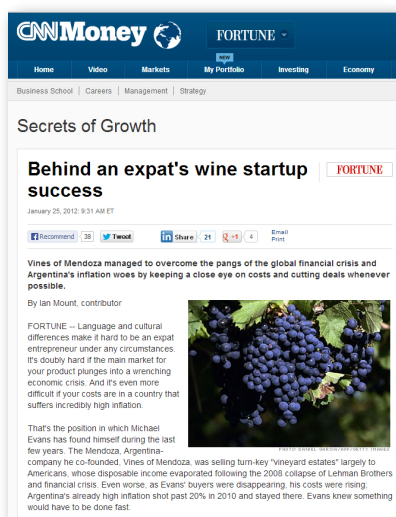 CNNMoney
FORTUNE
NEW
Home Video Markets My Portfolio Investing Economy
Business School | Careers | Management | Strategy
Secrets of Growth
Behind an expat's wine startup
success
FORTUNE
January 25, 2012: 9:31 AM ET
Recommend 38 Tweet in Share 21 g +1 4 Email
Print
Vines of Mendoza managed to overcome the pangs of the global financial crisis and
Argentina's inflation woes by keeping a close eye on costs and cutting deals whenever
possible.
By Ian Mount, contributor
FORTUNE -- Language and cultural
differences make it hard to be an expat
entrepreneur under any circumstances.
It's doubly hard if the main market for
your product plunges into a wrenching
economic crisis. And it's even more
difficult if your costs are in a country that
suffers incredibly high inflation.
PHOTO: DANIEL GARCIA/AFP/GETTY IMAGES
That's the position in which Michael
Evans has found himself during the last
few years. The Mendoza, Argentina-
company he co-founded, Vines of Mendoza, was selling turn-key "vineyard estates" largely to
Americans, whose disposable income evaporated following the 2008 collapse of Lehman Brothers
and financial crisis. Even worse, as Evans' buyers were disappearing, his costs were rising:
Argentina's already high inflation shot past 20% in 2010 and stayed there. Evans knew something
would have to be done fast.